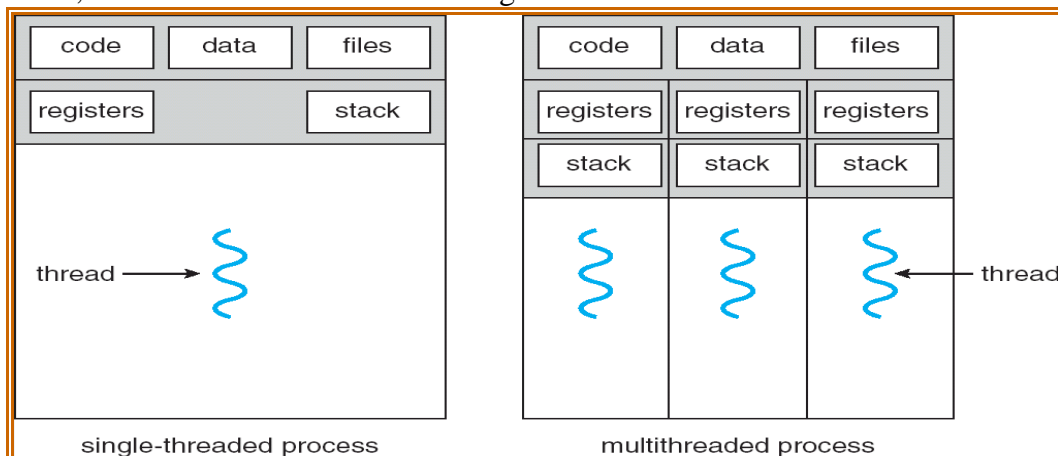 code data files code data files
registers stack registers registers registers
stack stack stack
thread thread
single-threaded process multithreaded process